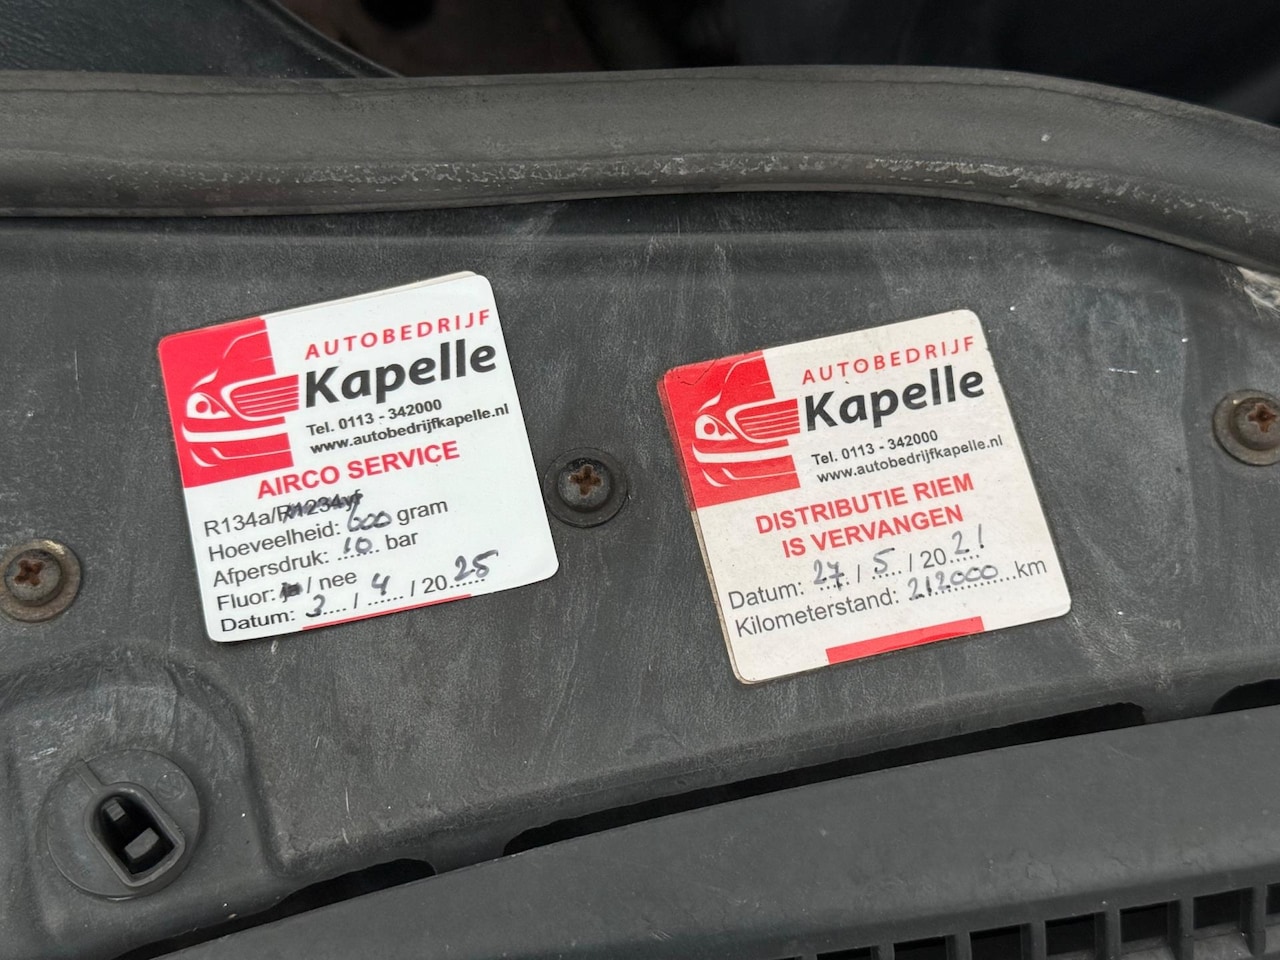 AUTOBEDRIJF
Kapelle
Tel. 0113 - 342000
www.autobedrijfkapelle.nl
AIRCO SERVICE
R134a/R1234yf
Hoeveelheid: 600 gram
Afpersdruk: 10 bar
Fluor: ja / nee
Datum: 3 / 4 / 2025
AUTOBEDRIJF
Kapelle
Tel. 0113 - 342000
www.autobedrijfkapelle.nl
DISTRIBUTIE RIEM
IS VERVANGEN
Datum: 27 / 5 / 2021
Kilometerstand: 212000 km